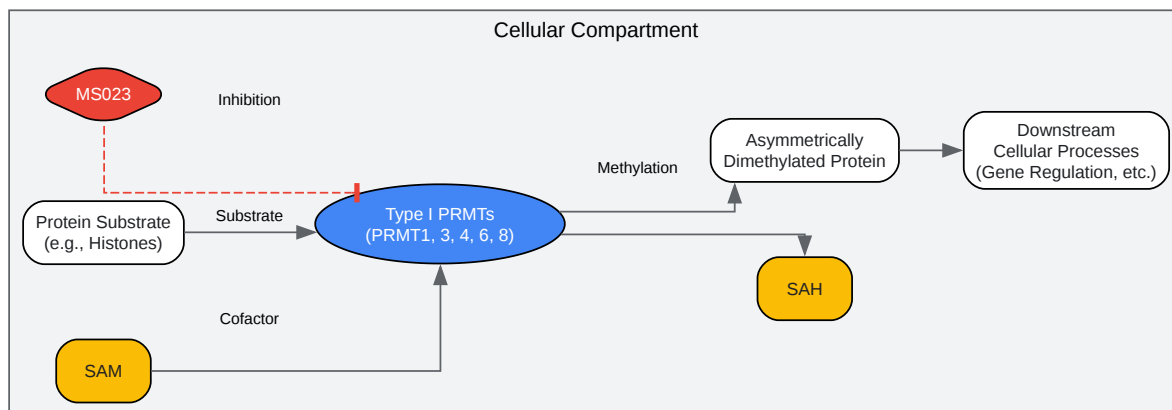 Cellular Compartment
MS023
Inhibition
Protein Substrate
(e.g., Histones)
Substrate
Type I PRMTs
(PRMT1, 3, 4, 6, 8)
Cofactor
SAM
Methylation
Asymmetrically
Dimethylated Protein
Downstream
Cellular Processes
(Gene Regulation, etc.)
SAH